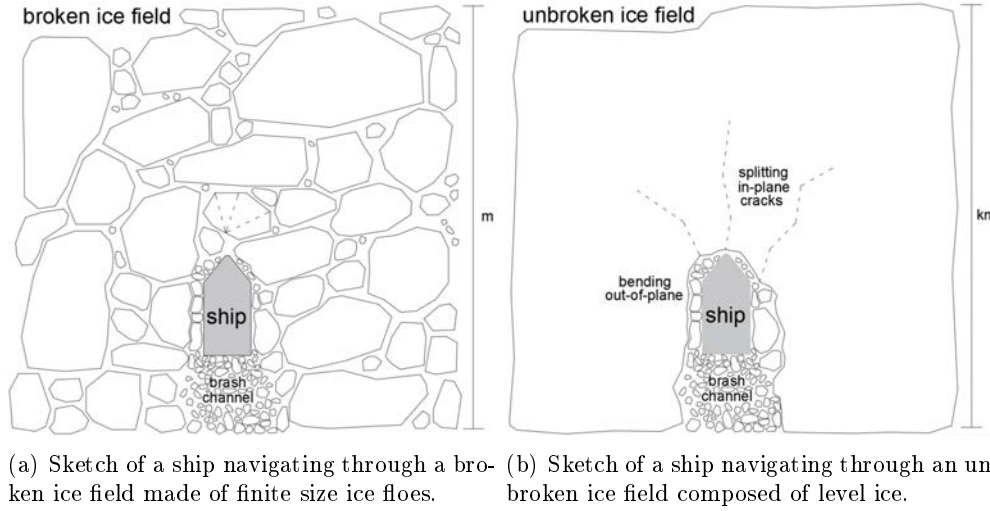 broken ice field
m
ship
brash
channel
unbroken ice field
splitting
in-plane
cracks
km
bending
out-of-plane
ship
brash
channel
(a) Sketch of a ship navigating through a bro-
ken ice field made of finite size ice floes.
(b) Sketch of a ship navigating through an un
broken ice field composed of level ice.